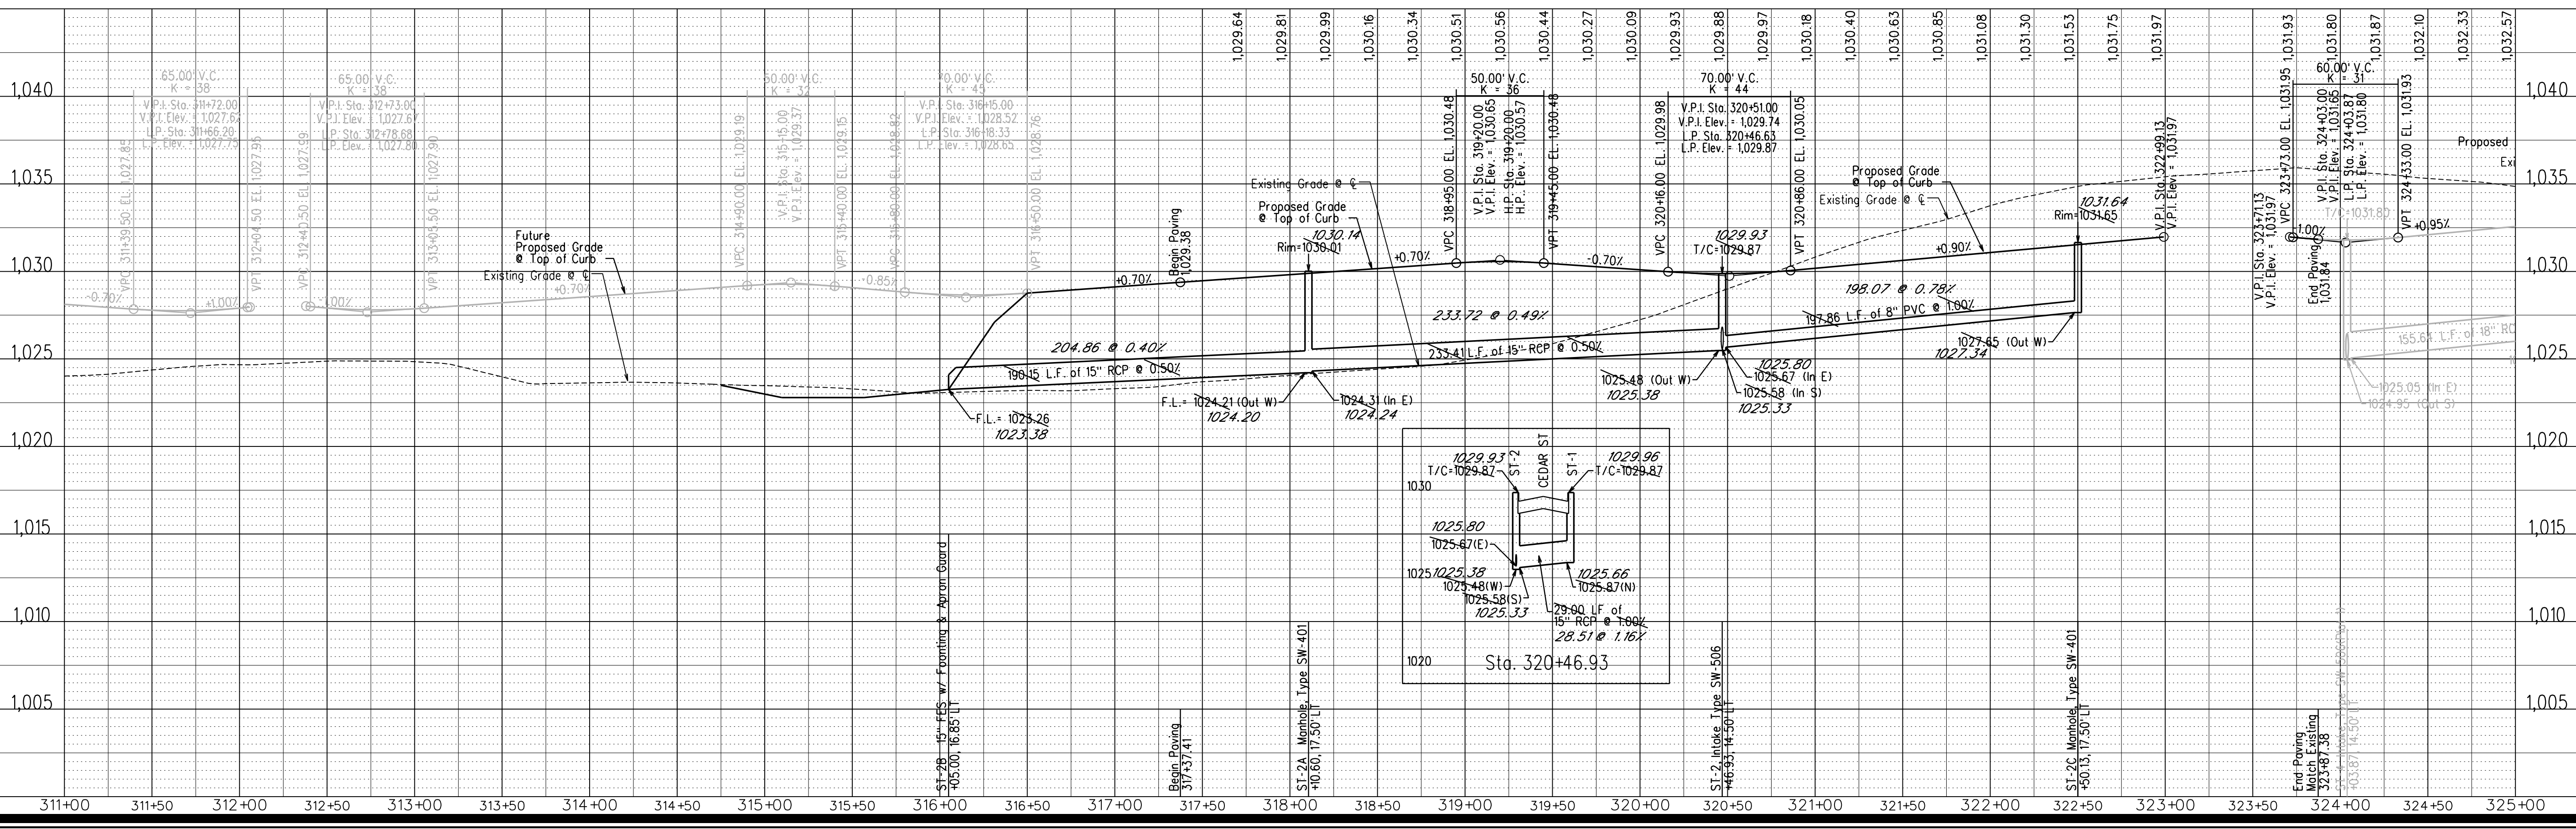 1,029.64
1,029.81
1,029.99
1,030.16
1,030.34
1,030.51
1,030.56
1,030.44
1,030.27
1,030.09
1,029.93
1,029.88
1,029.97
1,030.18
1,030.40
1,030.63
1,030.85
1,031.08
1,031.30
1,031.53
1,031.75
1,031.97
1,031.93
1,031.80
1,031.87
1,032.10
1,032.33
1,032.57
1,040
1,035
1,030
1,025
1,020
1,015
1,010
1,005
65.00' V.C.
K = 38
V.P.I. Sta. 311+72.00
V.P.I. Elev. = 1,027.62
L.P. Sta. 311+66.20
L.P. Elev. = 1,027.75
VPC 311+39.50 EL. 1,027.85
VPT 312+04.50 EL. 1,027.95
65.00' V.C.
K = 38
V.P.I. Sta. 312+73.00
V.P.I. Elev. = 1,027.67
L.P. Sta. 312+78.68
L.P. Elev. = 1,027.80
VPC 312+40.50 EL. 1,027.99
VPT 313+05.50 EL. 1,027.90
50.00' V.C.
K = 32
V.P.I. Sta. 315+15.00
V.P.I. Elev. = 1,029.37
VPC 314+90.00 EL. 1,029.19
VPT 315+40.00 EL. 1,029.15
70.00' V.C.
K = 45
V.P.I. Sta. 316+15.00
V.P.I. Elev. = 1,028.52
L.P. Sta. 316+18.33
L.P. Elev. = 1,028.65
VPC 315+80.00 EL. 1,028.82
VPT 316+50.00 EL. 1,028.76
50.00' V.C.
K = 36
VPC 318+95.00 EL. 1,030.48
V.P.I. Sta. 319+20.00
V.P.I. Elev. = 1,030.65
H.P. Sta. 319+20.00
H.P. Elev. = 1,030.57
VPT 319+45.00 EL. 1,030.48
70.00' V.C.
K = 44
V.P.I. Sta. 320+51.00
V.P.I. Elev. = 1,029.74
L.P. Sta. 320+46.63
L.P. Elev. = 1,029.87
VPC 320+16.00 EL. 1,029.98
VPT 320+86.00 EL. 1,030.05
V.P.I. Sta. 322+99.13
V.P.I. Elev. = 1,031.97
V.P.I. Sta. 323+71.13
V.P.I. Elev. = 1,031.97
60.00' V.C.
K = 31
VPC 323+73.00 EL. 1,031.95
V.P.I. Sta. 324+03.00
V.P.I. Elev. = 1,031.65
L.P. Sta. 324+03.87
L.P. Elev. = 1,031.80
VPT 324+33.00 EL. 1,031.93
T/C=1031.80
End Paving
1,031.84
Proposed
Exi
-0.70%
+1.00%
-1.00%
+0.70%
-0.85%
+0.70%
+0.70%
-0.70%
+0.90%
-1.00%
+0.95%
Future
Proposed Grade
@ Top of Curb
Existing Grade @ ℄
Begin Paving
1,029.38
Existing Grade @ ℄
Proposed Grade
@ Top of Curb
1030.14
Rim=1030.01
1029.93
T/C=1029.87
Proposed Grade
@ Top of Curb
Existing Grade @ ℄
1031.64
Rim=1031.65
204.86 @ 0.40%
190.15 L.F. of 15" RCP @ 0.50%
233.72 @ 0.49%
233.41 L.F. of 15" RCP @ 0.50%
198.07 @ 0.78%
197.86 L.F. of 8" PVC @ 1.00%
155.64 L.F. of 18" RC
F.L.= 1023.26
1023.38
F.L.= 1024.21 (Out W)
1024.20
1024.31 (In E)
1024.24
1025.48 (Out W)
1025.38
1025.80
1025.67 (In E)
1025.58 (In S)
1025.33
1027.65 (Out W)
1027.34
1025.05 (In E)
1024.95 (Out S)
1029.93
T/C=1029.87
ST-2
CEDAR ST
ST-1
1029.96
T/C=1029.87
1030
1025.80
1025.67(E)
1025
1025.38
1025.48(W)
1025.58(S)
1025.33
1025.66
1025.87(N)
29.00 LF of
15" RCP @ 1.00%
28.51 @ 1.16%
1020
Sta. 320+46.93
ST-2B 15" FES w/ Foonting & Apron Guard
+05.00, 16.85' LT
Begin Paving
317+37.41
ST-2A Manhole, Type SW-401
+10.60, 17.50' LT
ST-2, Intake Type SW-506
+46.93, 14.50' LT
ST-2C Manhole, Type SW-401
+50.13, 17.50' LT
End Paving
Match Existing
323+87.38
+03.87, 14.50' LT
1,040
1,035
1,030
1,025
1,020
1,015
1,010
1,005
311+00
311+50
312+00
312+50
313+00
313+50
314+00
314+50
315+00
315+50
316+00
316+50
317+00
317+50
318+00
318+50
319+00
319+50
320+00
320+50
321+00
321+50
322+00
322+50
323+00
323+50
324+00
324+50
325+00